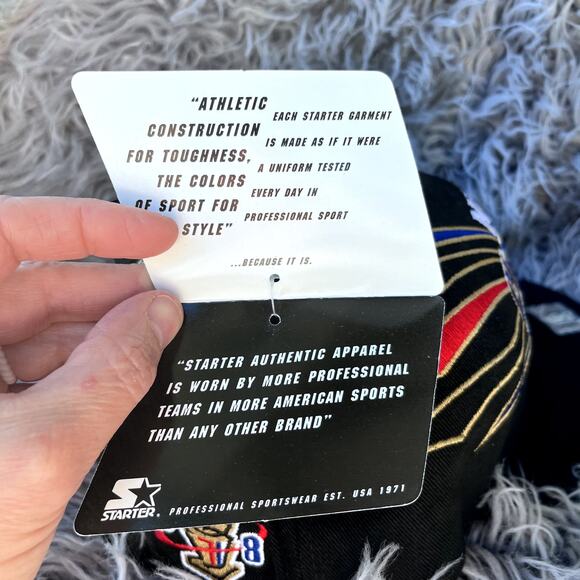 "ATHLETIC
CONSTRUCTION
FOR TOUGHNESS,
THE COLORS
OF SPORT FOR
STYLE"
EACH STARTER GARMENT
IS MADE AS IF IT WERE
A UNIFORM TESTED
EVERY DAY IN
PROFESSIONAL SPORT
...BECAUSE IT IS.
"STARTER AUTHENTIC APPAREL
IS WORN BY MORE PROFESSIONAL
TEAMS IN MORE AMERICAN SPORTS
THAN ANY OTHER BRAND"
STARTER
PROFESSIONAL SPORTSWEAR EST. USA 1971
8